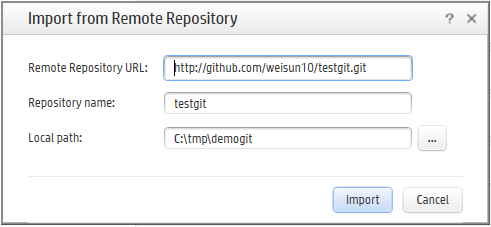 Import from Remote Repository ? ×
Remote Repository URL: http://github.com/weisun10/testgit.git
Repository name: testgit
Local path: C:\tmp\demogit ...
Import Cancel